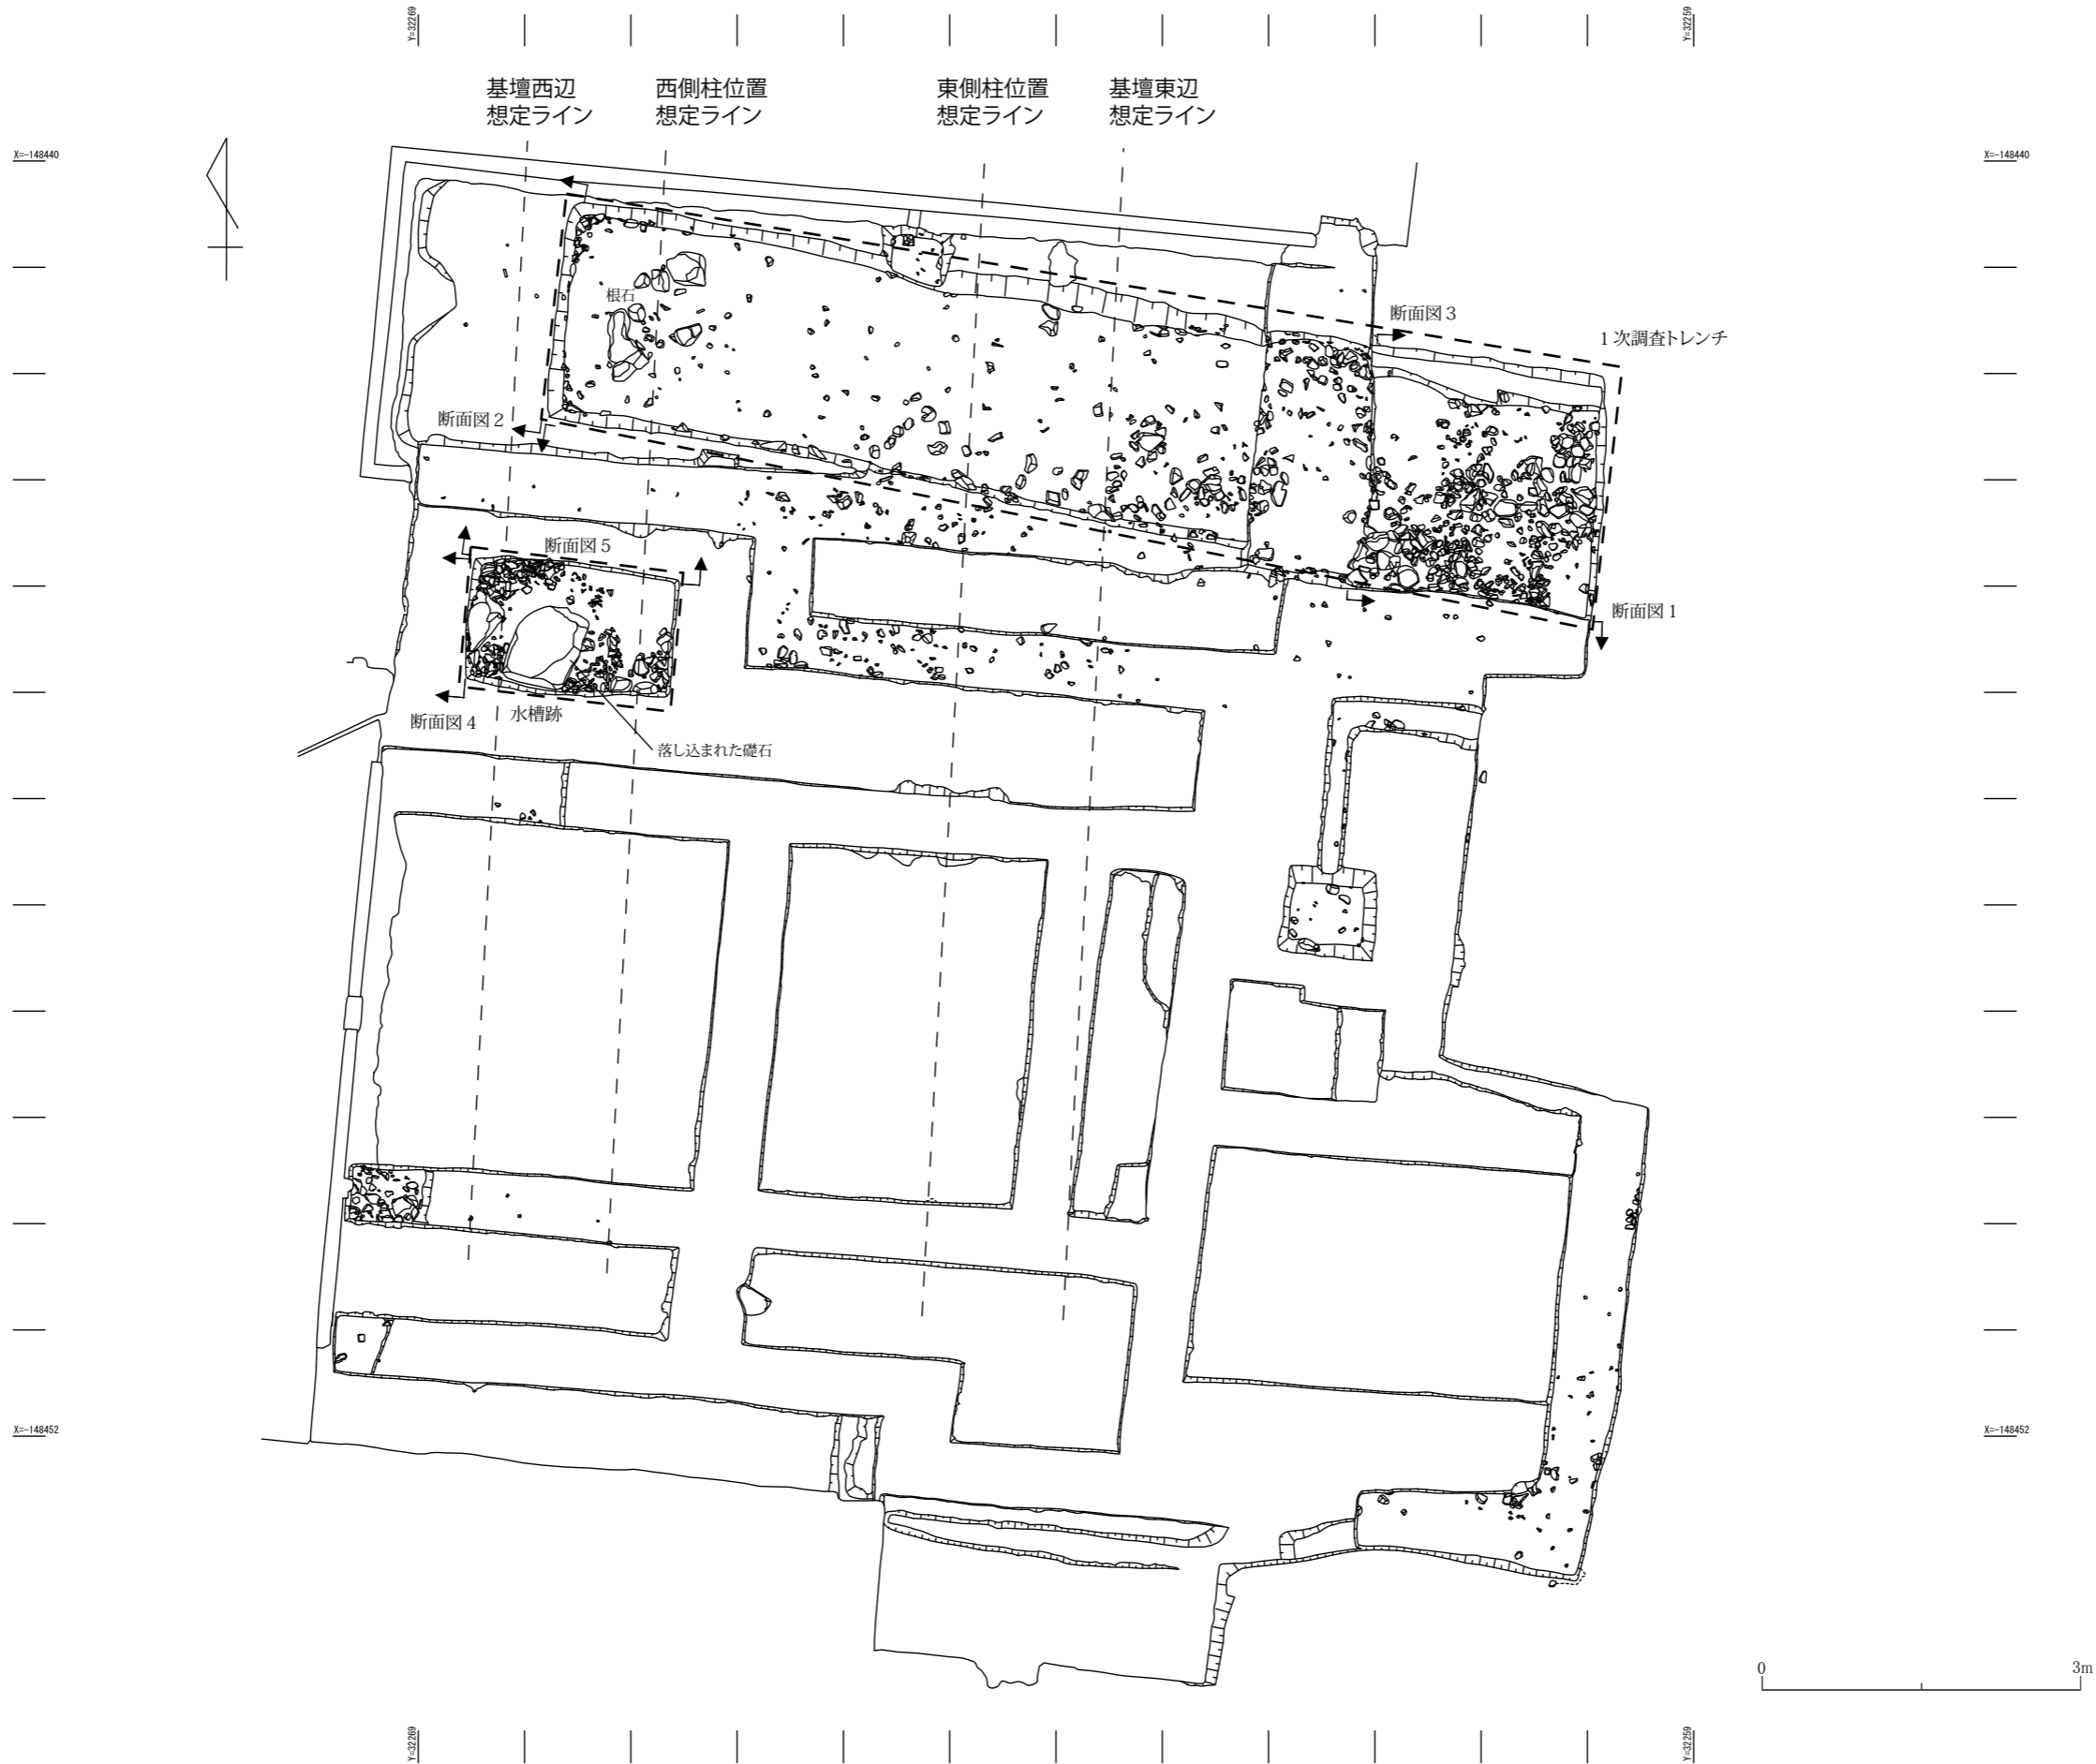 Y=32269
Y=32259
基壇西辺
想定ライン
西側柱位置
想定ライン
東側柱位置
想定ライン
基壇東辺
想定ライン
X=-148440
X=-148440
根石
断面図3
1次調査トレンチ
断面図2
断面図5
断面図1
断面図4
水槽跡
落し込まれた礎石
X=-148452
X=-148452
0
3m
Y=32269
Y=32259